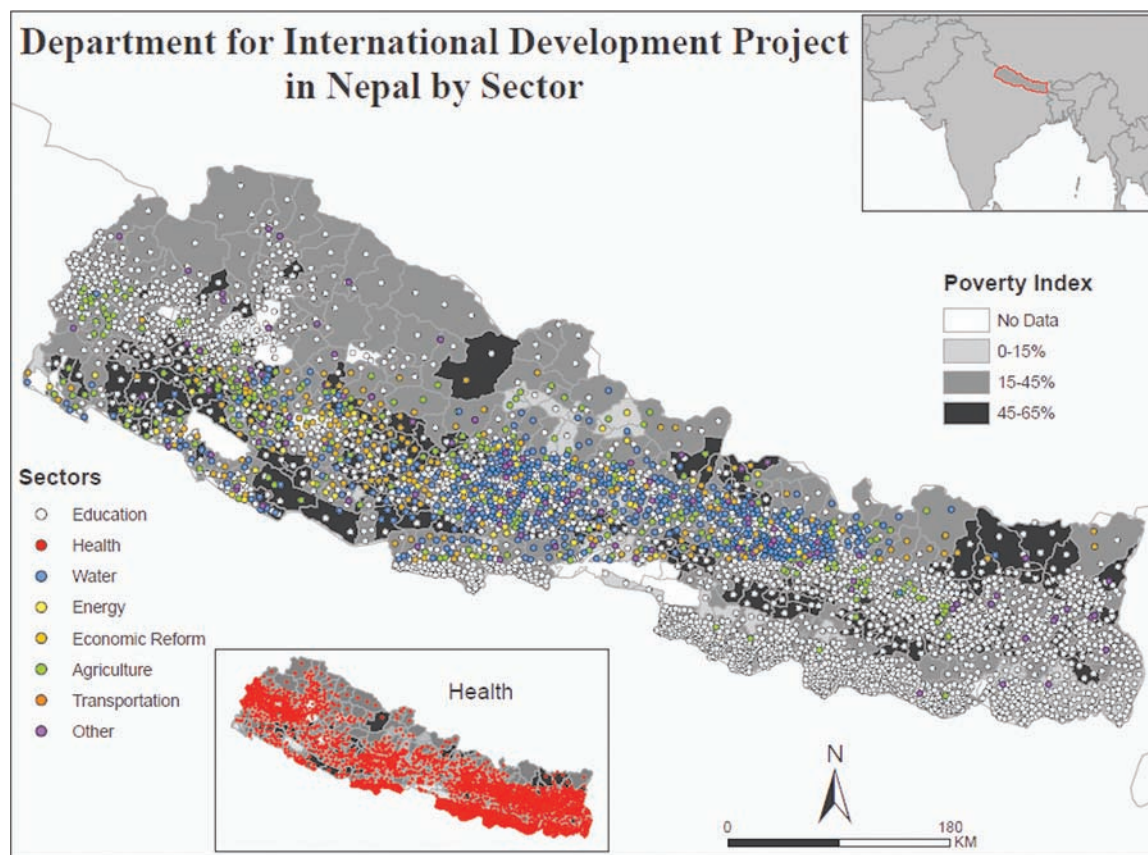 Department for International Development Project
in Nepal by Sector
Poverty Index
No Data
0-15%
15-45%
45-65%
Sectors
Education
Health
Water
Energy
Economic Reform
Agriculture
Transportation
Other
Health
N
0 180
KM